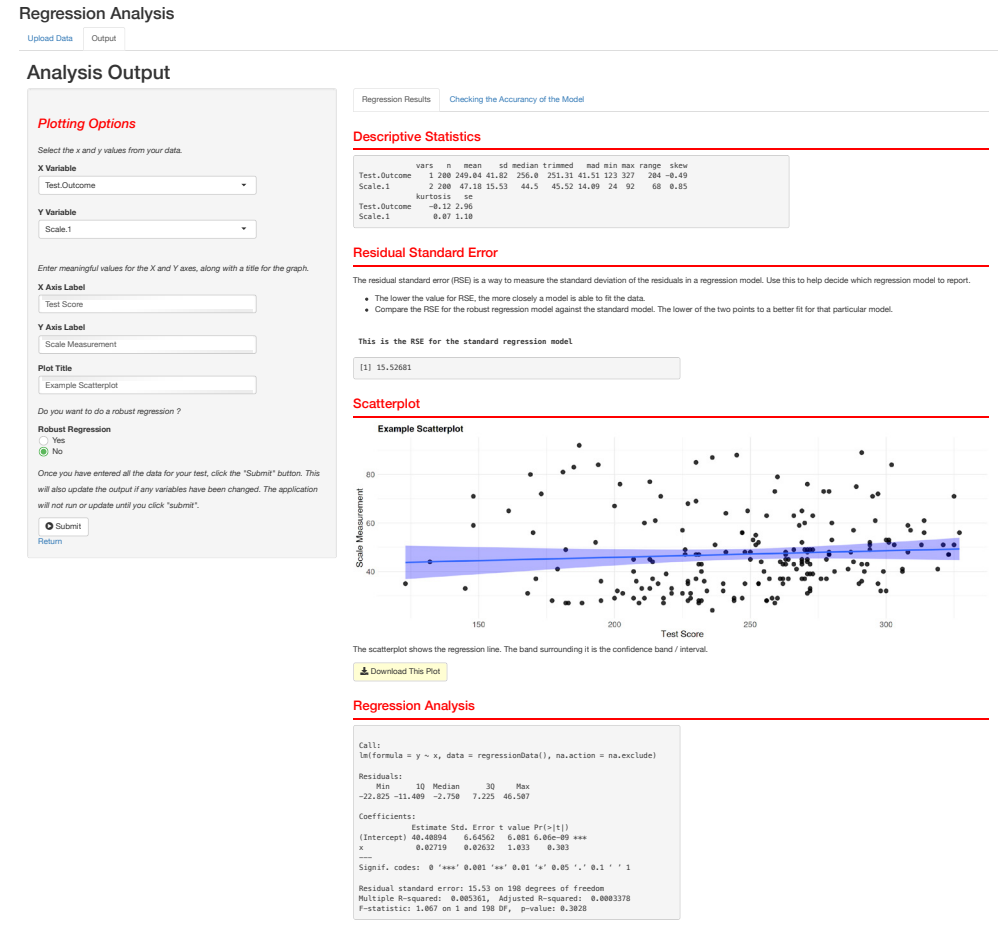 Regression Analysis
Upload Data
Output
Analysis Output
Plotting Options
Select the x and y values from your data.
X Variable
Test.Outcome
Y Variable
Scale.1
Enter meaningful values for the X and Y axes, along with a title for the graph.
X Axis Label
Test Score
Y Axis Label
Scale Measurement
Plot Title
Example Scatterplot
Do you want to do a robust regression ?
Robust Regression
Yes
No
Once you have entered all the data for your test, click the "Submit" button. This
will also update the output if any variables have been changed. The application
will not run or update until you click "submit".
Submit
Return
Regression Results
Checking the Accurancy of the Model
Descriptive Statistics
vars n mean sd median trimmed mad min max range skew
Test.Outcome 1 200 249.04 41.82 256.0 251.31 41.51 123 327 204 -0.49
Scale.1 2 200 47.18 15.53 44.5 45.52 14.09 24 92 68 0.85
kurtosis se
Test.Outcome -0.12 2.96
Scale.1 0.07 1.10
Residual Standard Error
The residual standard error (RSE) is a way to measure the standard deviation of the residuals in a regression model. Use this to help decide which regression model to report.
• The lower the value for RSE, the more closely a model is able to fit the data.
• Compare the RSE for the robust regression model against the standard model. The lower of the two points to a better fit for that particular model.
This is the RSE for the standard regression model
[1] 15.52681
Scatterplot
Example Scatterplot
Scale Measurement
80
60
40
150
200
250
300
Test Score
The scatterplot shows the regression line. The band surrounding it is the confidence band / interval.
Download This Plot
Regression Analysis
Call:
lm(formula = y ~ x, data = regressionData(), na.action = na.exclude)
Residuals:
Min 1Q Median 3Q Max
-22.825 -11.409 -2.750 7.225 46.507
Coefficients:
Estimate Std. Error t value Pr(>|t|)
(Intercept) 40.40894 6.64562 6.081 6.06e-09 ***
x 0.02719 0.02632 1.033 0.303
---
Signif. codes: 0 ‘***’ 0.001 ‘**’ 0.01 ‘*’ 0.05 ‘.’ 0.1 ‘ ’ 1
Residual standard error: 15.53 on 198 degrees of freedom
Multiple R-squared: 0.005361, Adjusted R-squared: 0.0003378
F-statistic: 1.067 on 1 and 198 DF, p-value: 0.3028